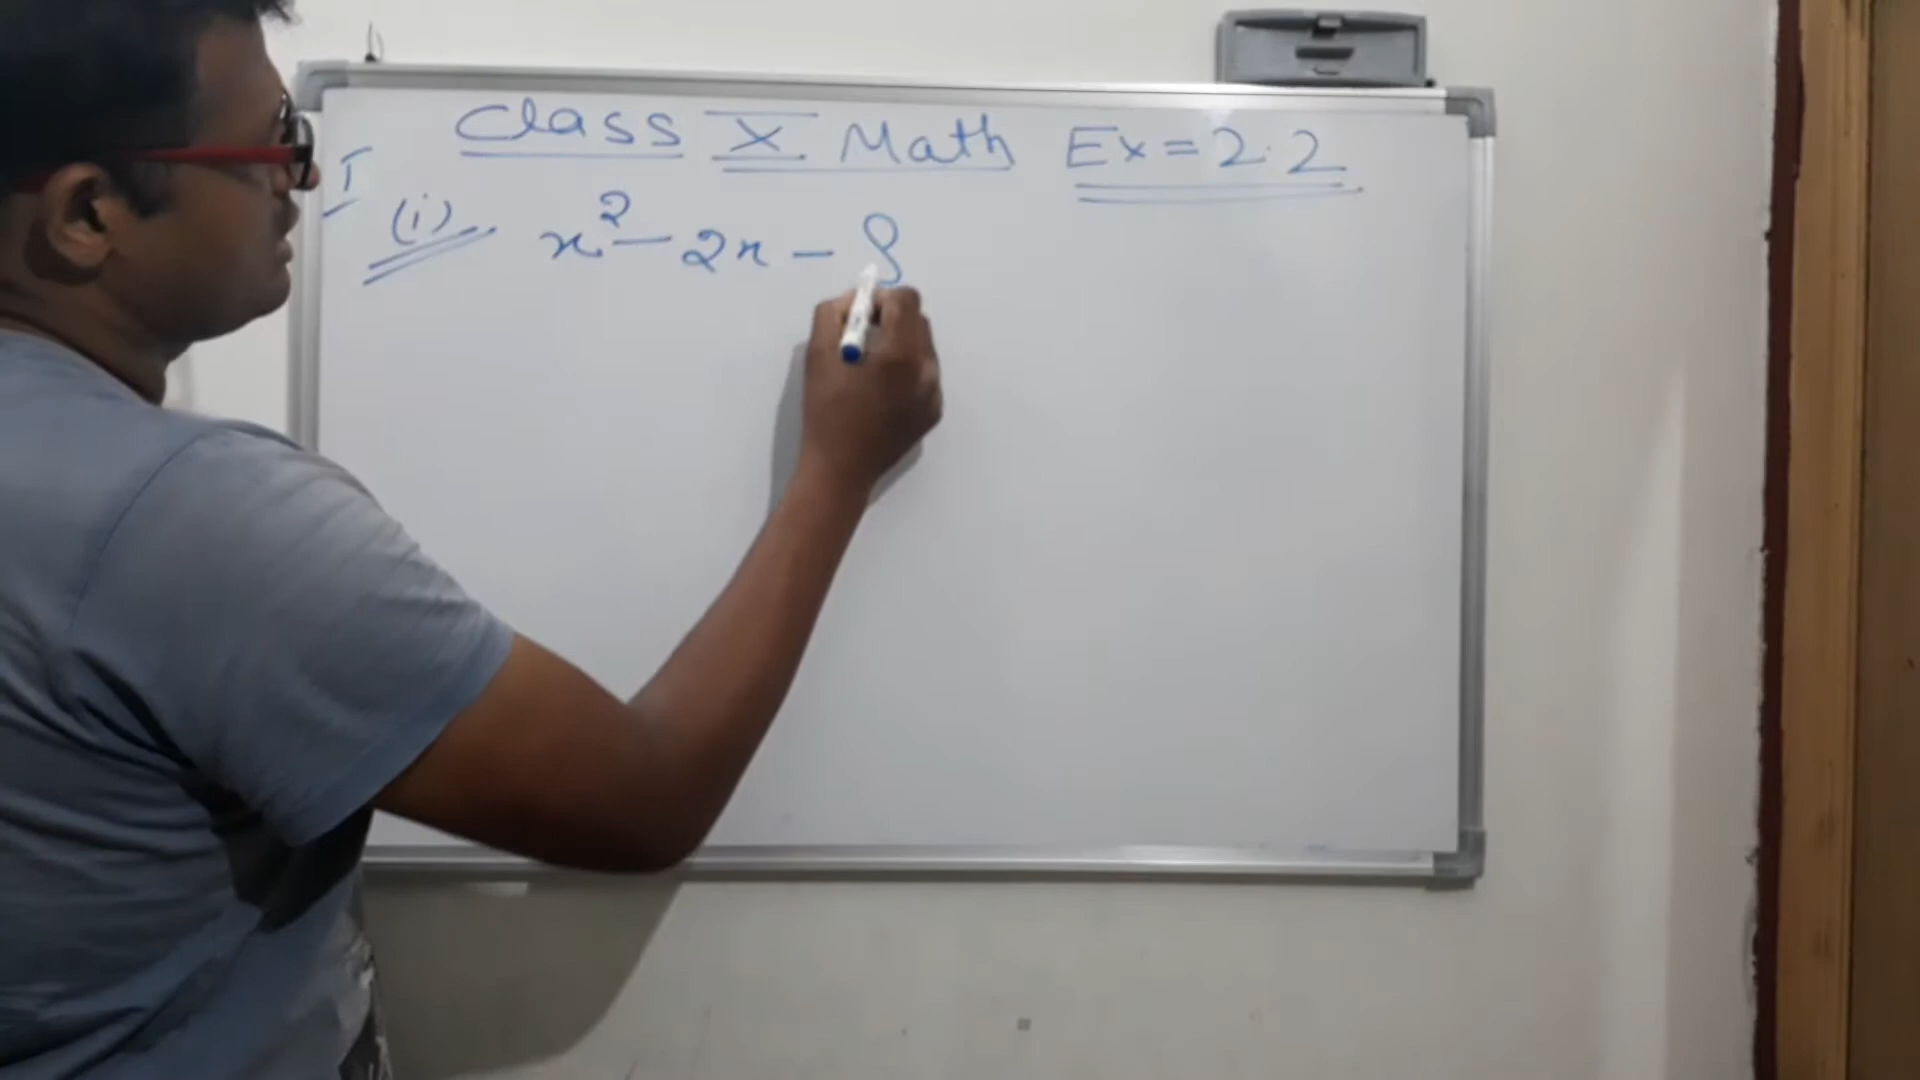 Class X Math Ex = 2.2
I
(i) x² - 2x - 8